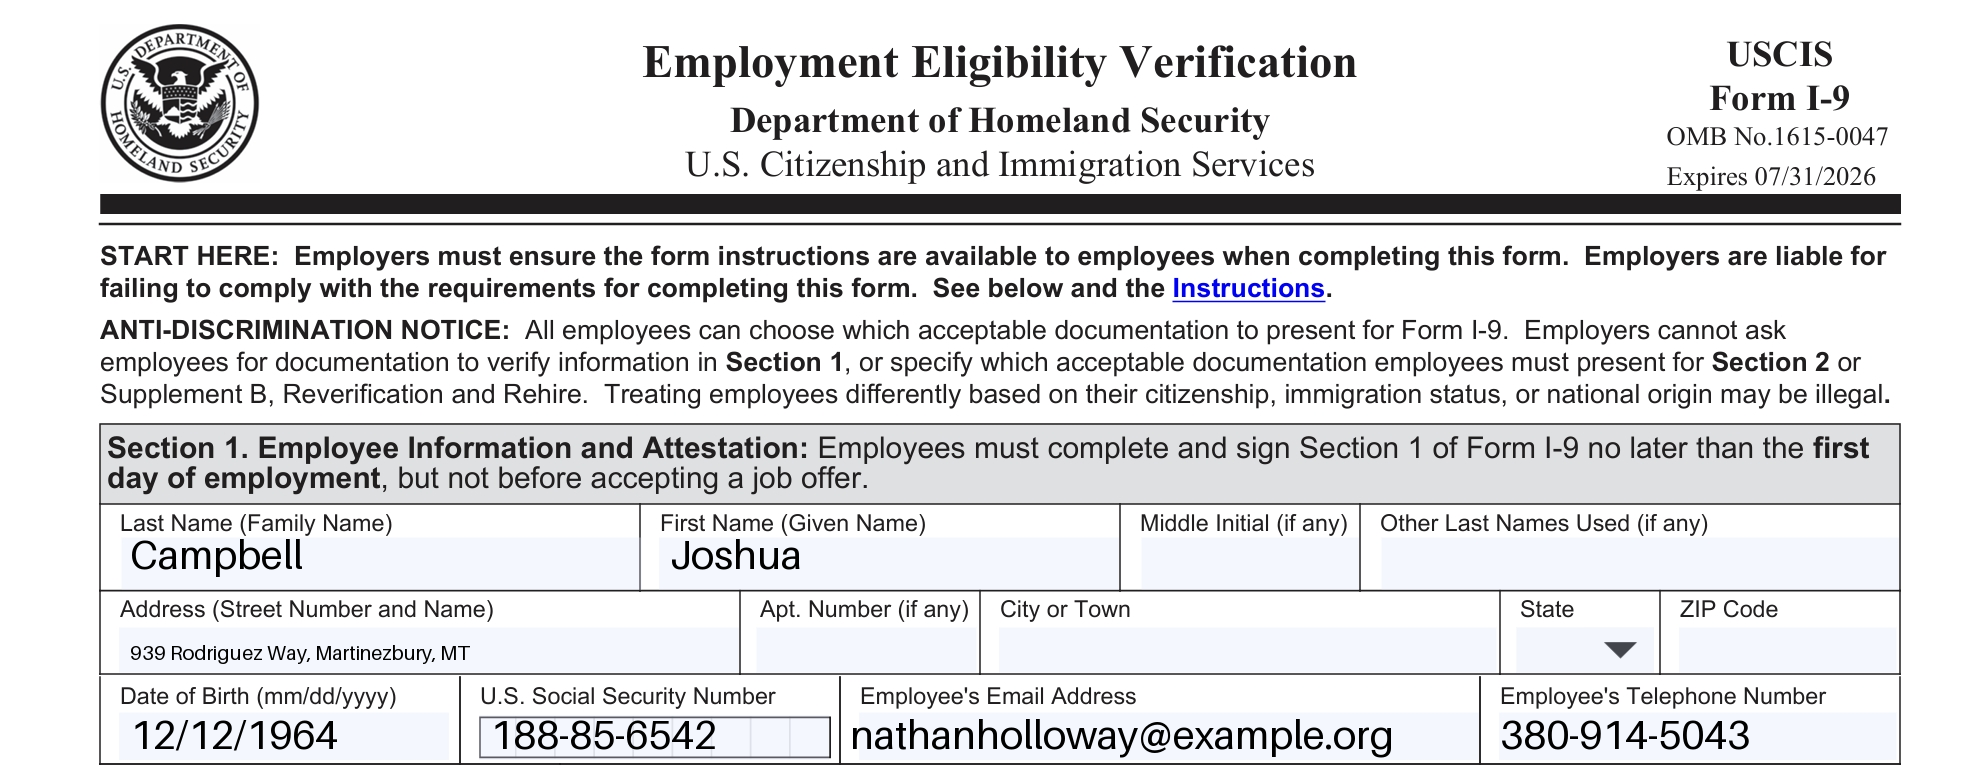 U.S. DEPARTMENT OF HOMELAND SECURITY
Employment Eligibility Verification
Department of Homeland Security
U.S. Citizenship and Immigration Services
USCIS
Form I-9
OMB No.1615-0047
Expires 07/31/2026
START HERE: Employers must ensure the form instructions are available to employees when completing this form. Employers are liable for
failing to comply with the requirements for completing this form. See below and the Instructions.
ANTI-DISCRIMINATION NOTICE: All employees can choose which acceptable documentation to present for Form I-9. Employers cannot ask
employees for documentation to verify information in Section 1, or specify which acceptable documentation employees must present for Section 2 or
Supplement B, Reverification and Rehire. Treating employees differently based on their citizenship, immigration status, or national origin may be illegal.
Section 1. Employee Information and Attestation: Employees must complete and sign Section 1 of Form I-9 no later than the first
day of employment, but not before accepting a job offer.
Last Name (Family Name) First Name (Given Name) Middle Initial (if any) Other Last Names Used (if any)
Campbell Joshua
Address (Street Number and Name) Apt. Number (if any) City or Town State ZIP Code
939 Rodriguez Way, Martinezbury, MT
Date of Birth (mm/dd/yyyy) U.S. Social Security Number Employee's Email Address Employee's Telephone Number
12/12/1964 188-85-6542 nathanholloway@example.org 380-914-5043